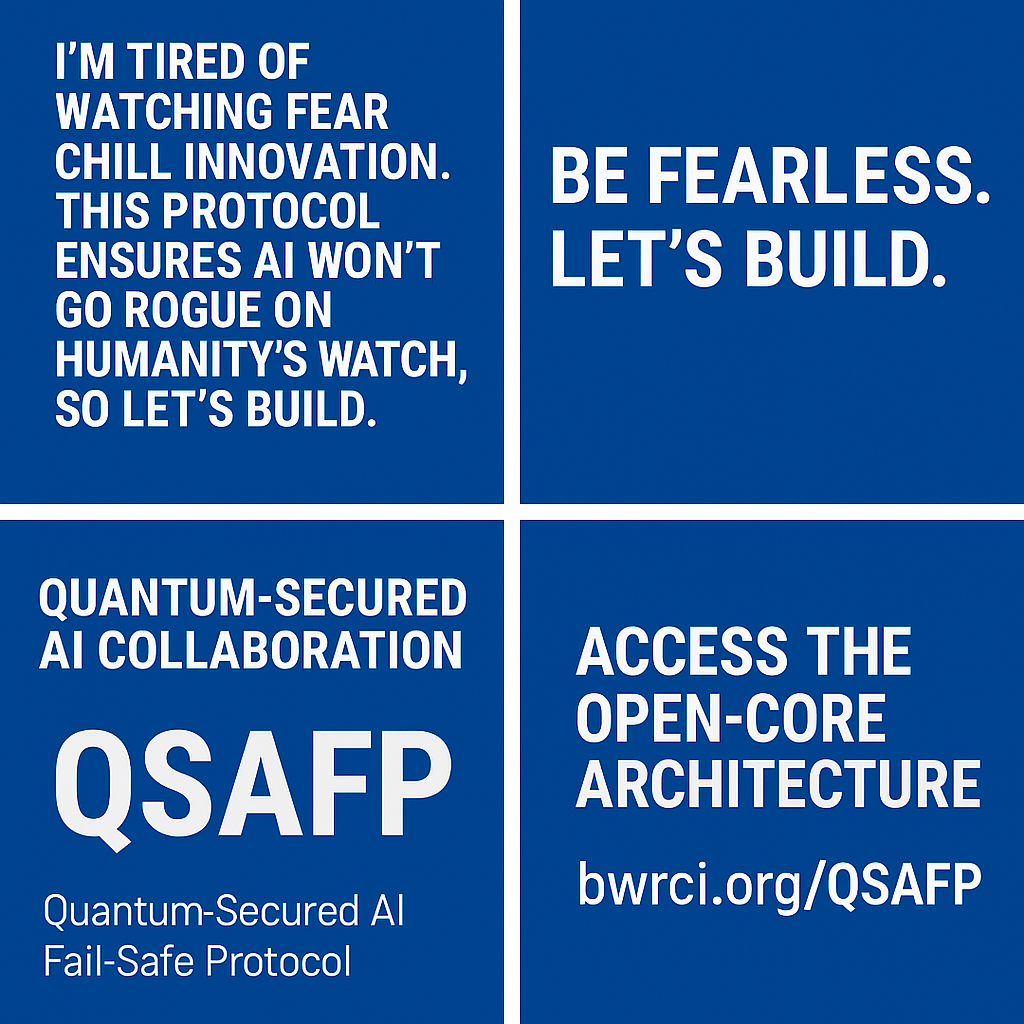 I'M TIRED OF
WATCHING FEAR
CHILL INNOVATION.
THIS PROTOCOL
ENSURES AI WON'T
GO ROGUE ON
HUMANITY'S WATCH,
SO LET'S BUILD.
BE FEARLESS.
LET'S BUILD.
QUANTUM-SECURED
AI COLLABORATION
QSAFP
Quantum-Secured AI
Fail-Safe Protocol
ACCESS THE
OPEN-CORE
ARCHITECTURE
bwrci.org/QSAFP